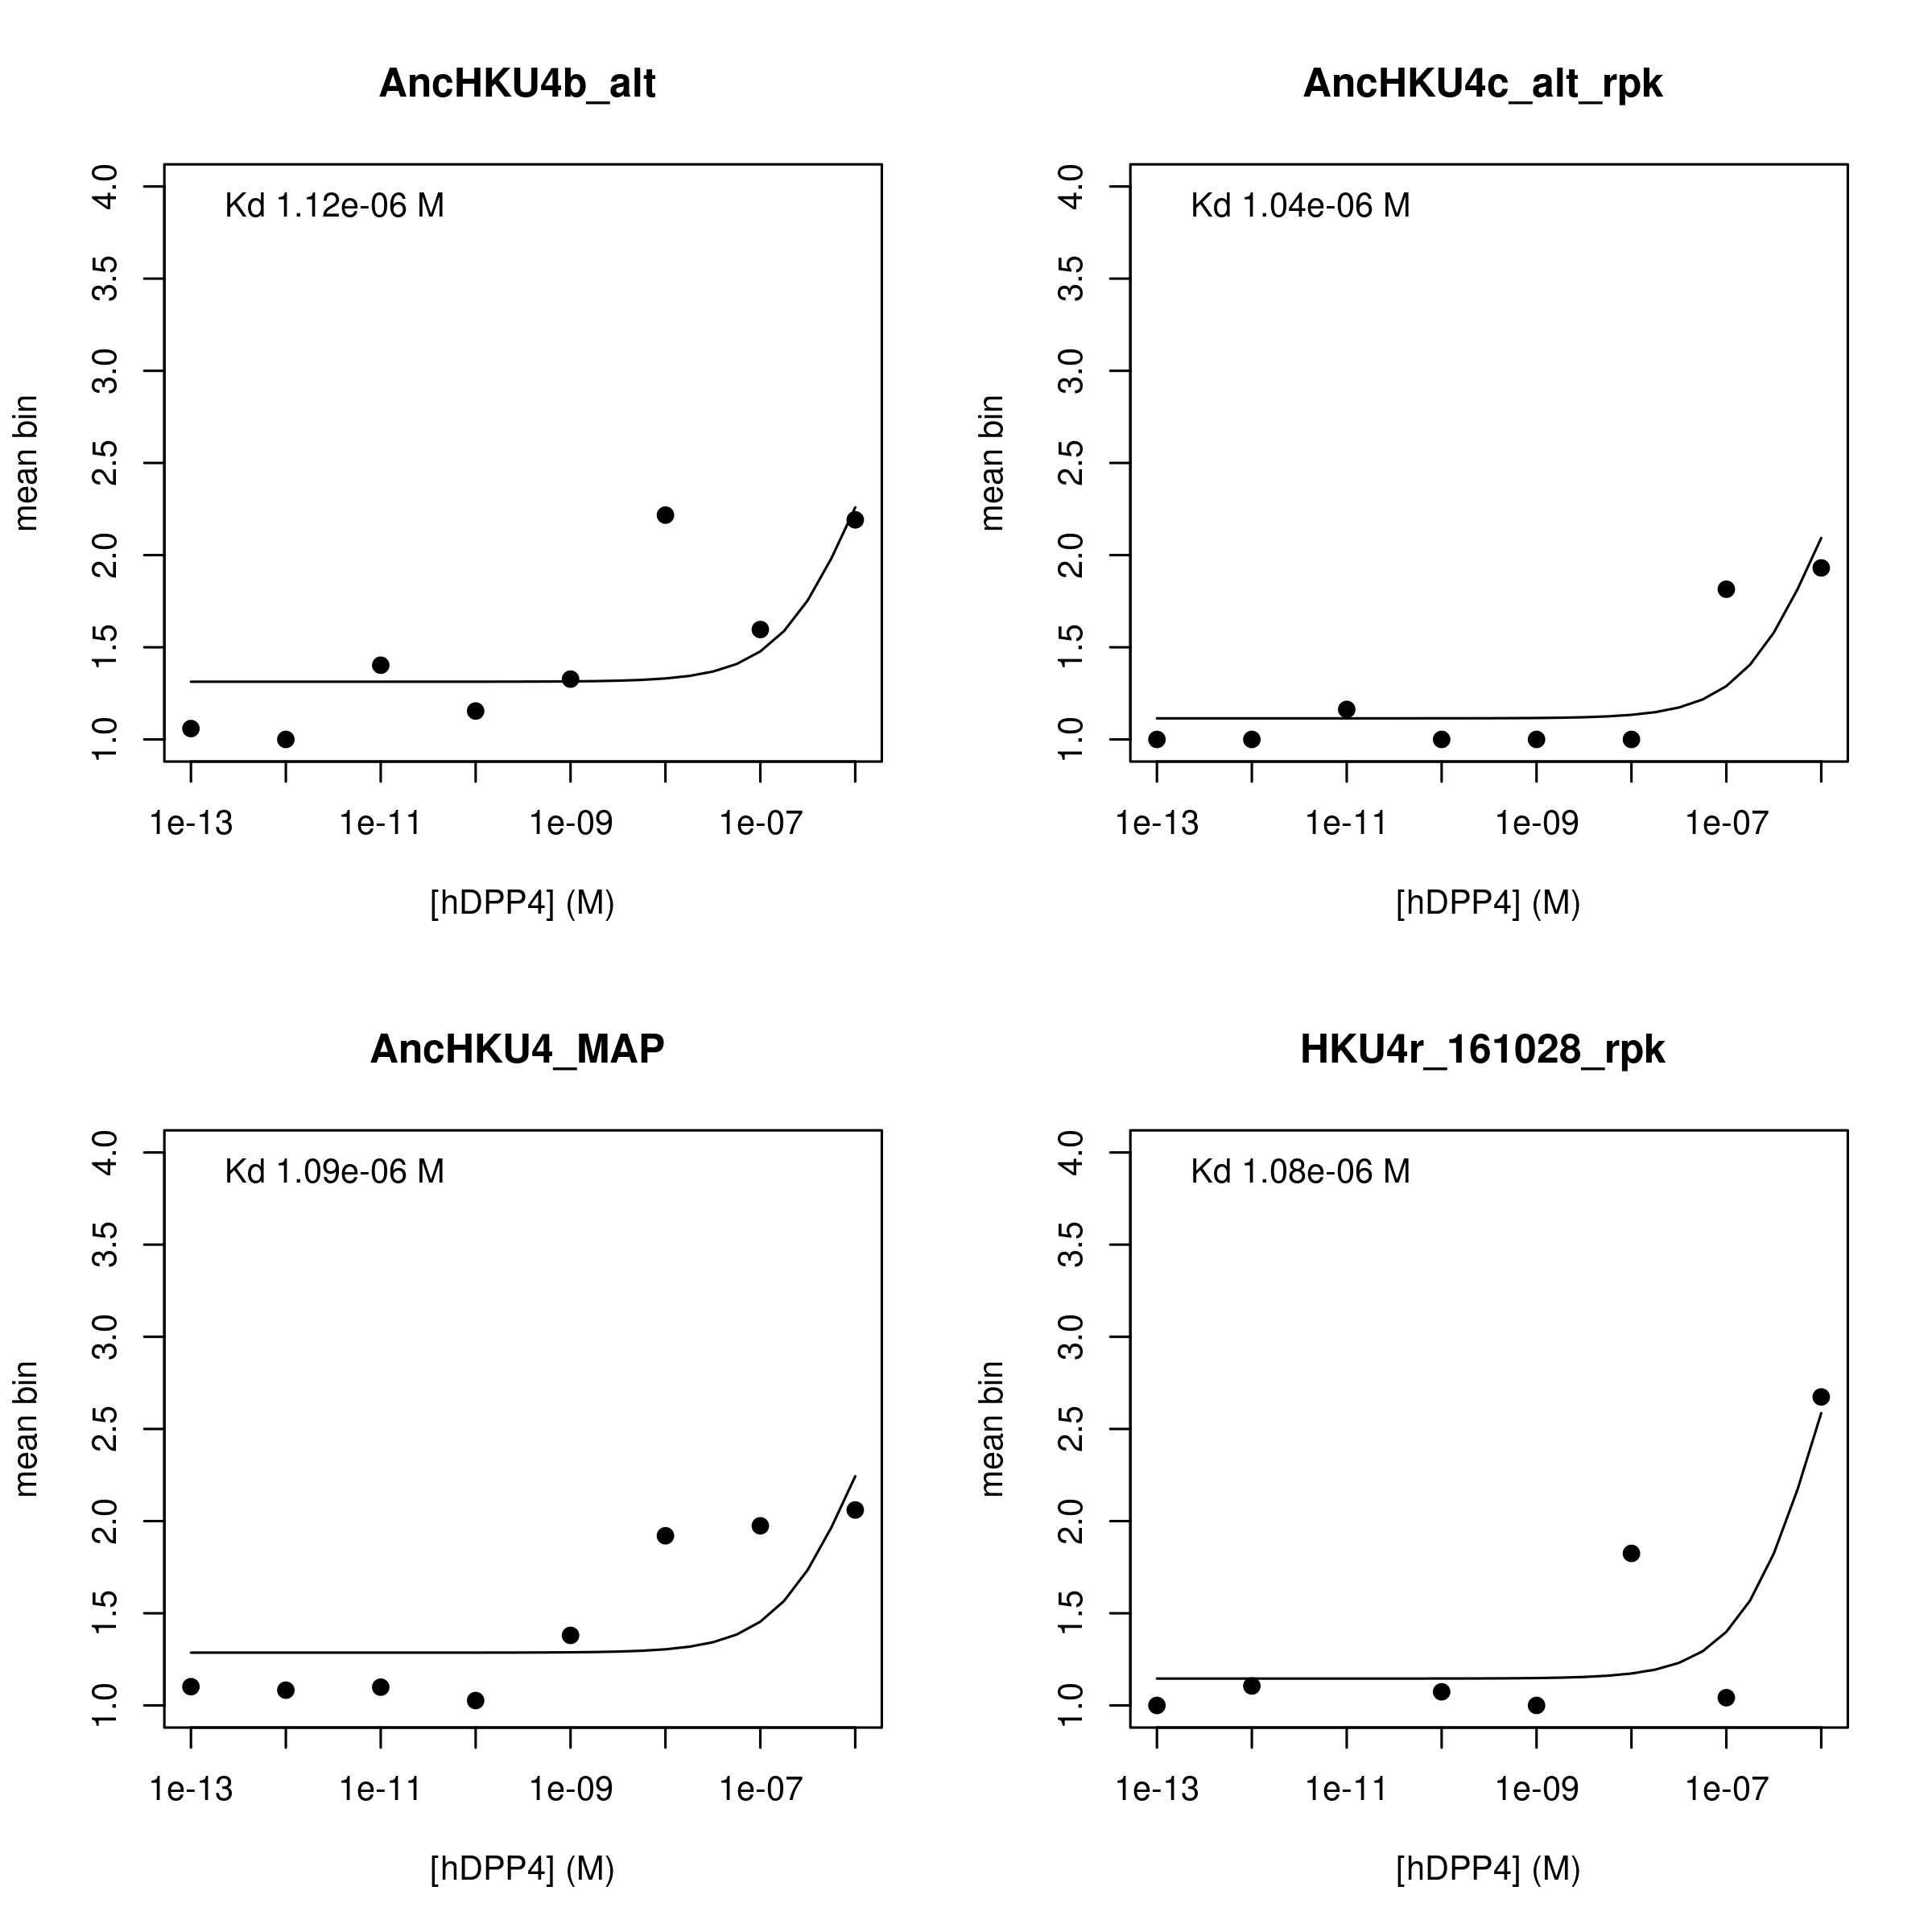 AncHKU4b_alt
Kd 1.12e-06 M
mean bin
4.0
3.5
3.0
2.5
2.0
1.5
1.0
1e-13 1e-11 1e-09 1e-07
[hDPP4] (M)
AncHKU4c_alt_rpk
Kd 1.04e-06 M
mean bin
4.0
3.5
3.0
2.5
2.0
1.5
1.0
1e-13 1e-11 1e-09 1e-07
[hDPP4] (M)
AncHKU4_MAP
Kd 1.09e-06 M
mean bin
4.0
3.5
3.0
2.5
2.0
1.5
1.0
1e-13 1e-11 1e-09 1e-07
[hDPP4] (M)
HKU4r_161028_rpk
Kd 1.08e-06 M
mean bin
4.0
3.5
3.0
2.5
2.0
1.5
1.0
1e-13 1e-11 1e-09 1e-07
[hDPP4] (M)